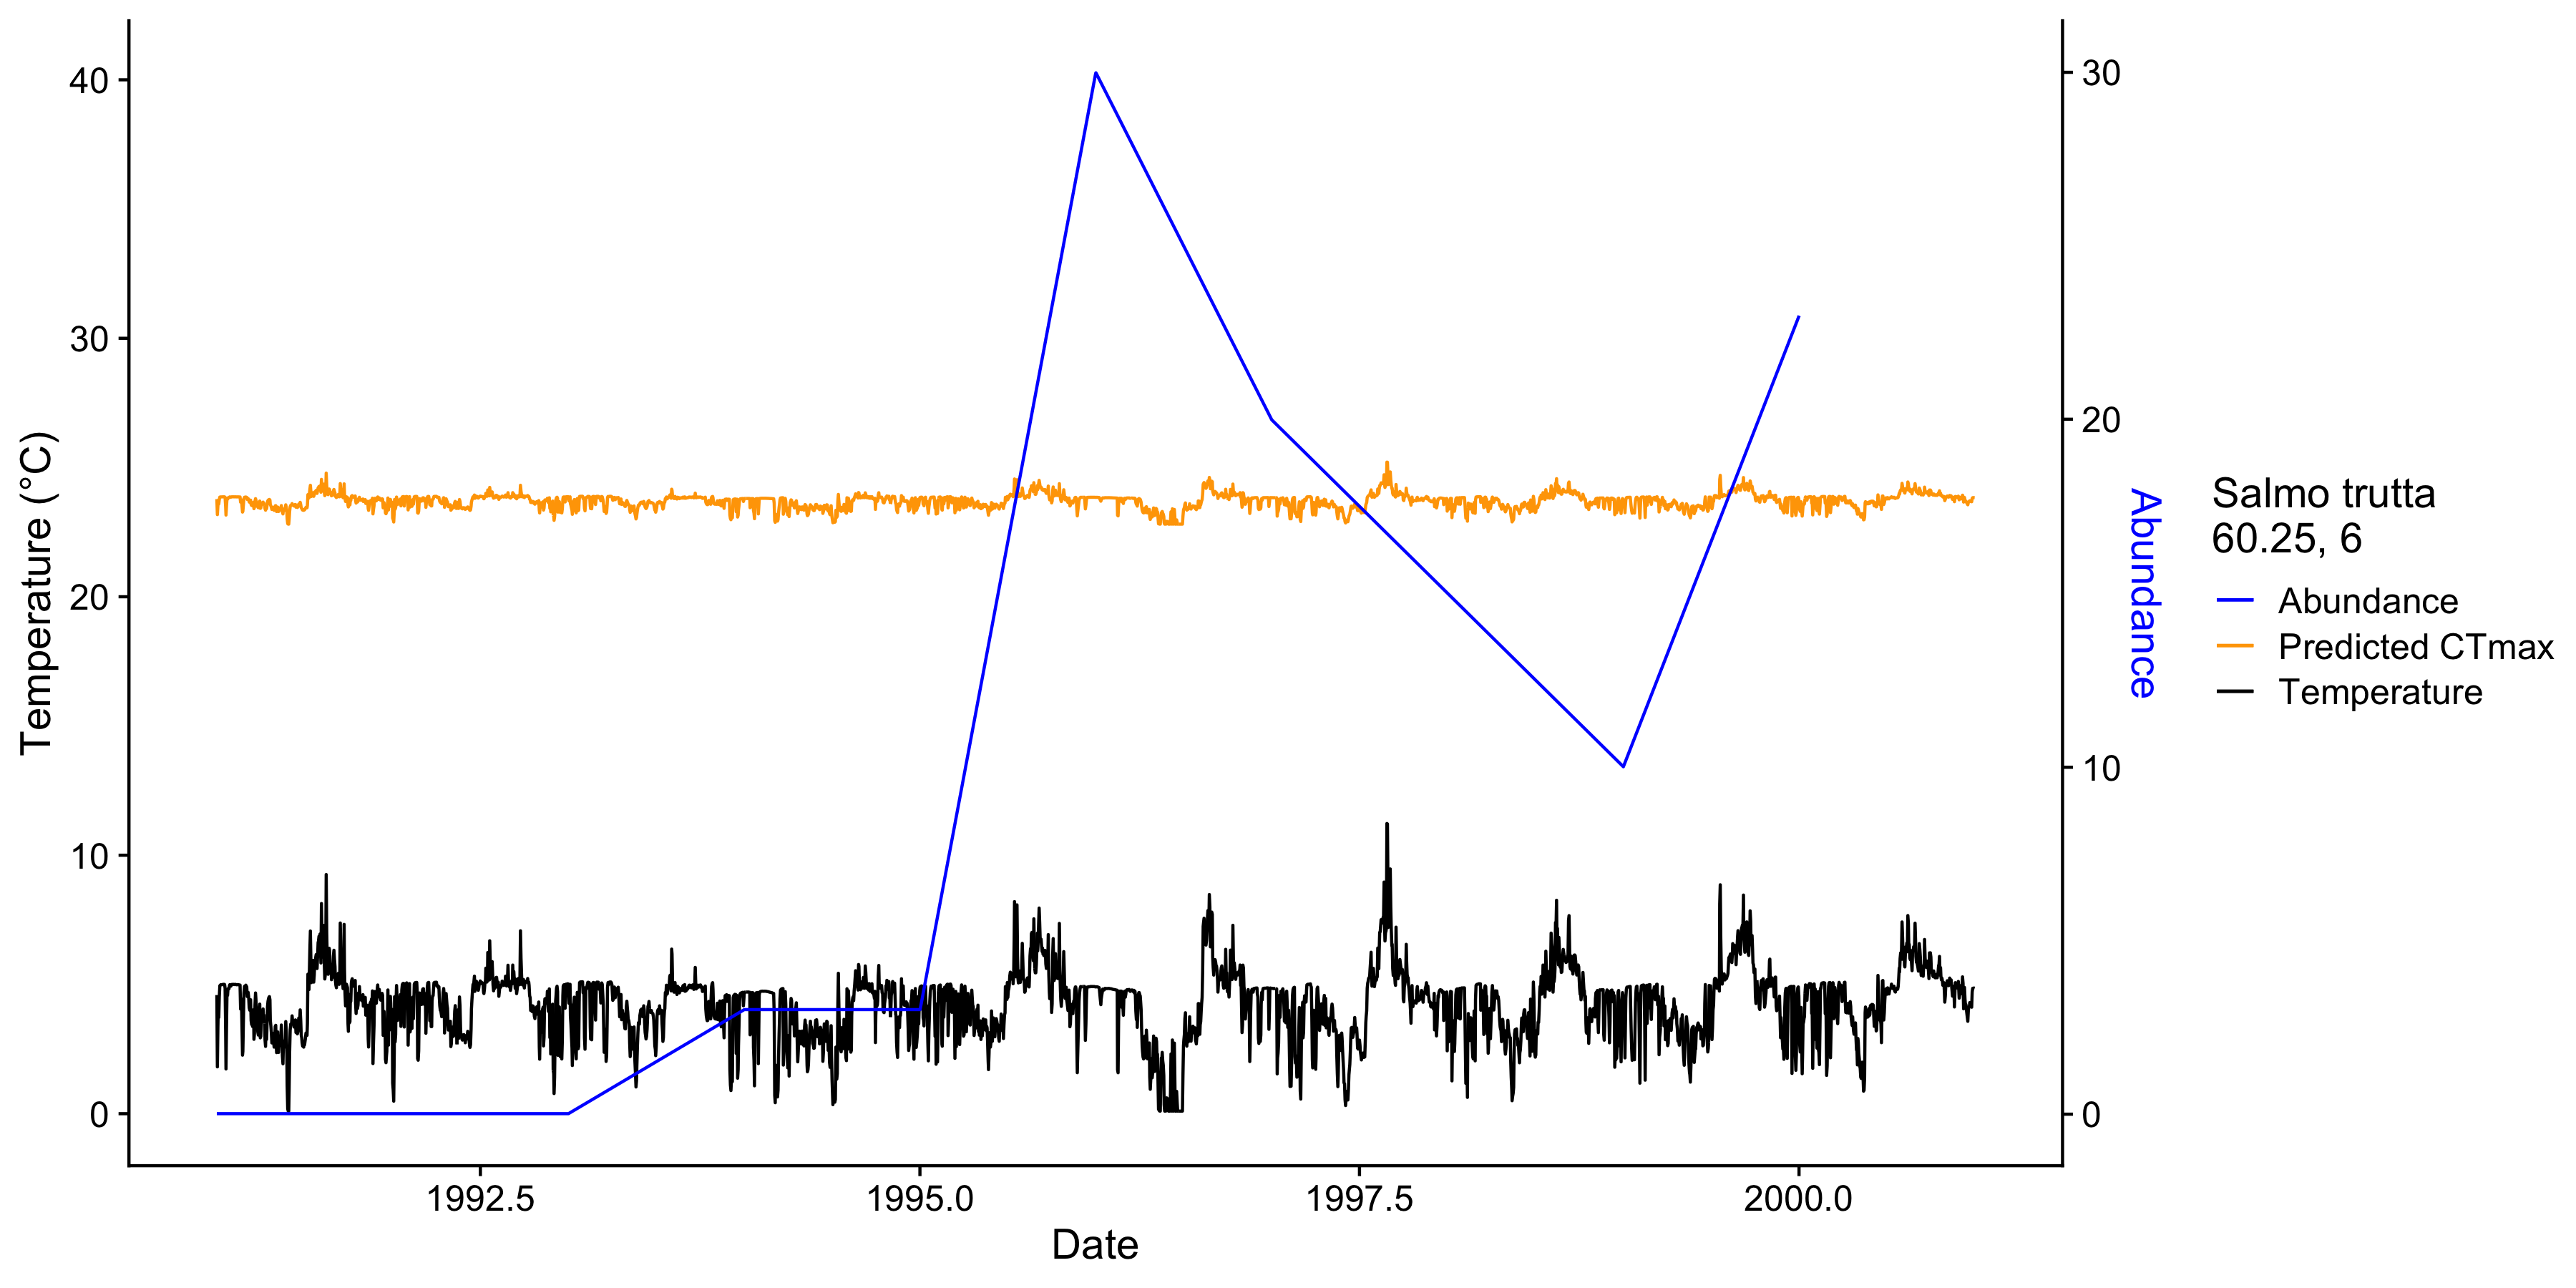 40
30
20
10
0
Temperature (°C)
1992.5
1995.0
1997.5
2000.0
Date
30
20
10
0
Abundance
Salmo trutta
60.25, 6
Abundance
Predicted CTmax
Temperature